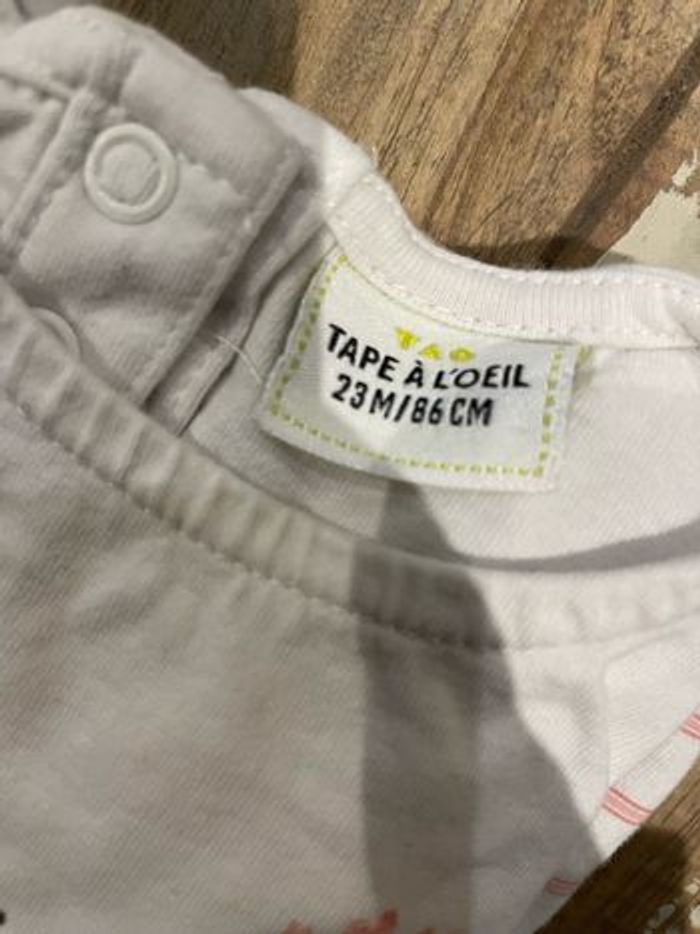 TAO
TAPE À L'OEIL
23M/86CM